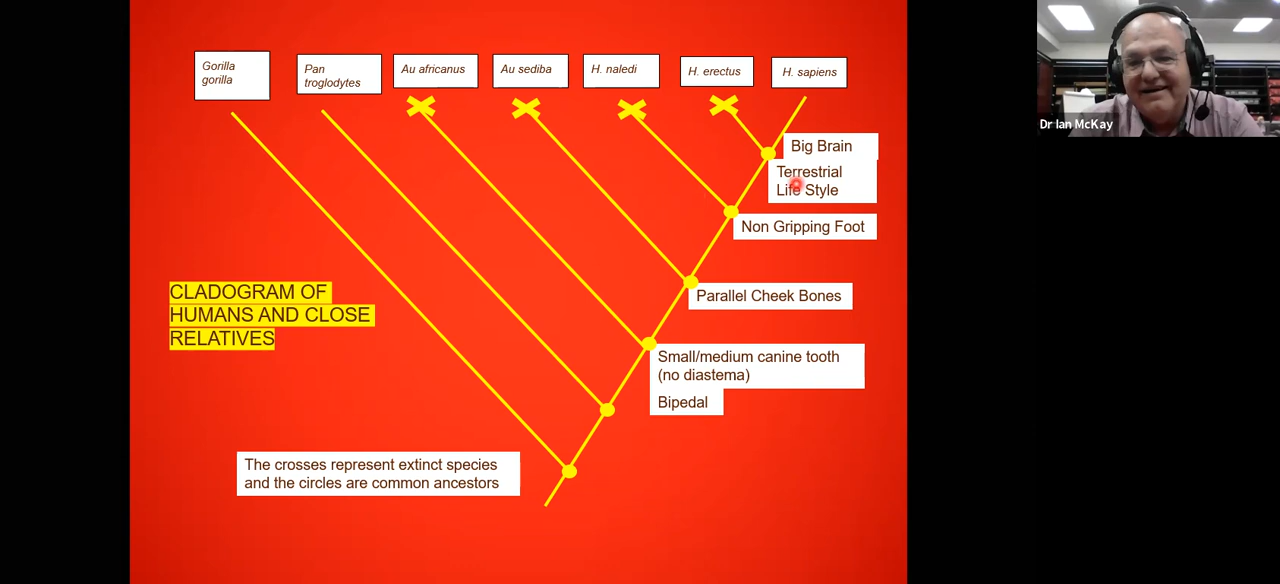 Gorilla
gorilla
Pan
troglodytes
Au africanus
Au sediba
H. naledi
H. erectus
H. sapiens
Dr Ian McKay
Big Brain
Terrestrial
Life Style
Non Gripping Foot
Parallel Cheek Bones
CLADOGRAM OF
HUMANS AND CLOSE
RELATIVES
Small/medium canine tooth
(no diastema)
Bipedal
The crosses represent extinct species
and the circles are common ancestors